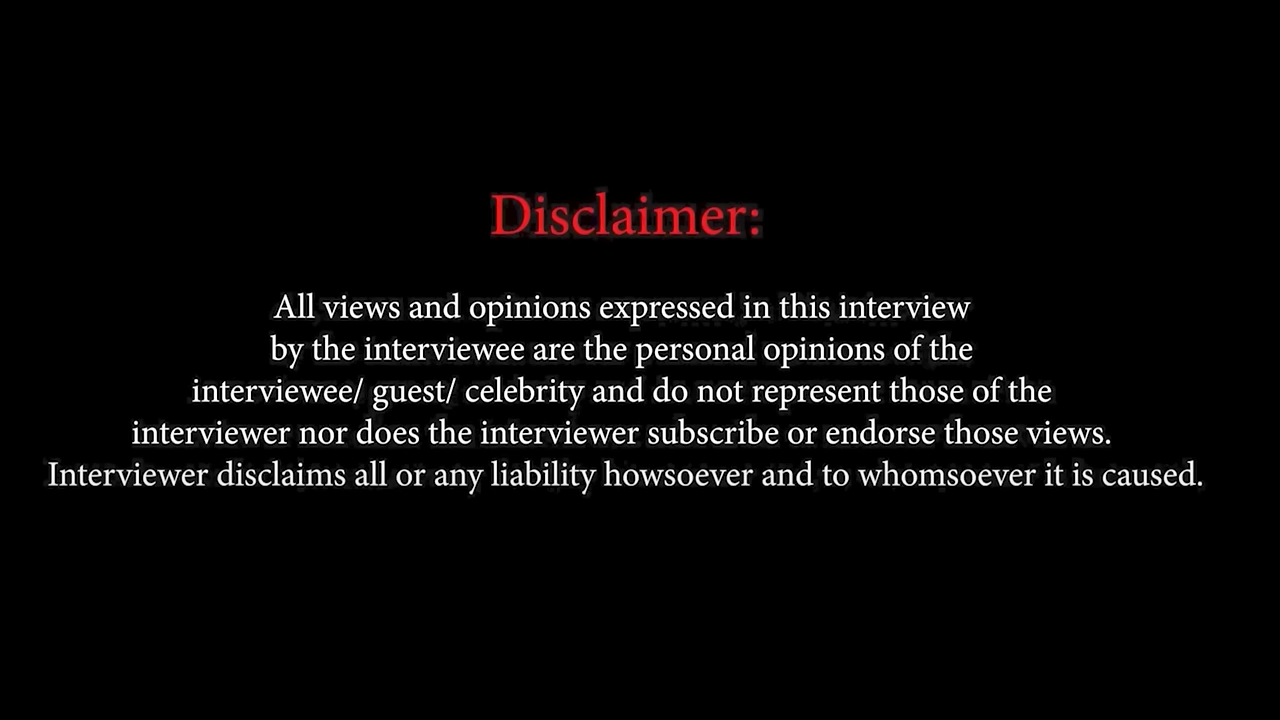 Disclaimer:
All views and opinions expressed in this interview
by the interviewee are the personal opinions of the
interviewee/ guest/ celebrity and do not represent those of the
interviewer nor does the interviewer subscribe or endorse those views.
Interviewer disclaims all or any liability howsoever and to whomsoever it is caused.